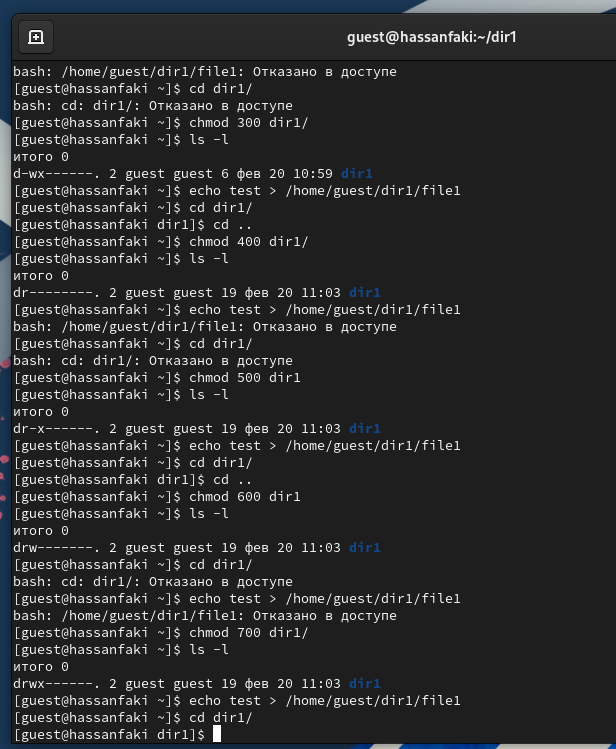 guest@hassanfaki:~/dir1
bash: /home/guest/dir1/file1: Отказано в доступе
[guest@hassanfaki ~]$ cd dir1/
bash: cd: dir1/: Отказано в доступе
[guest@hassanfaki ~]$ chmod 300 dir1/
[guest@hassanfaki ~]$ ls -l
итого 0
d-wx------. 2 guest guest 6 фев 20 10:59 dir1
[guest@hassanfaki ~]$ echo test > /home/guest/dir1/file1
[guest@hassanfaki ~]$ cd dir1/
[guest@hassanfaki dir1]$ cd ..
[guest@hassanfaki ~]$ chmod 400 dir1/
[guest@hassanfaki ~]$ ls -l
итого 0
dr--------. 2 guest guest 19 фев 20 11:03 dir1
[guest@hassanfaki ~]$ echo test > /home/guest/dir1/file1
bash: /home/guest/dir1/file1: Отказано в доступе
[guest@hassanfaki ~]$ cd dir1/
bash: cd: dir1/: Отказано в доступе
[guest@hassanfaki ~]$ chmod 500 dir1
[guest@hassanfaki ~]$ ls -l
итого 0
dr-x------. 2 guest guest 19 фев 20 11:03 dir1
[guest@hassanfaki ~]$ echo test > /home/guest/dir1/file1
[guest@hassanfaki ~]$ cd dir1/
[guest@hassanfaki dir1]$ cd ..
[guest@hassanfaki ~]$ chmod 600 dir1
[guest@hassanfaki ~]$ ls -l
итого 0
drw-------. 2 guest guest 19 фев 20 11:03 dir1
[guest@hassanfaki ~]$ cd dir1/
bash: cd: dir1/: Отказано в доступе
[guest@hassanfaki ~]$ echo test > /home/guest/dir1/file1
bash: /home/guest/dir1/file1: Отказано в доступе
[guest@hassanfaki ~]$ chmod 700 dir1/
[guest@hassanfaki ~]$ ls -l
итого 0
drwx------. 2 guest guest 19 фев 20 11:03 dir1
[guest@hassanfaki ~]$ echo test > /home/guest/dir1/file1
[guest@hassanfaki ~]$ cd dir1/
[guest@hassanfaki dir1]$